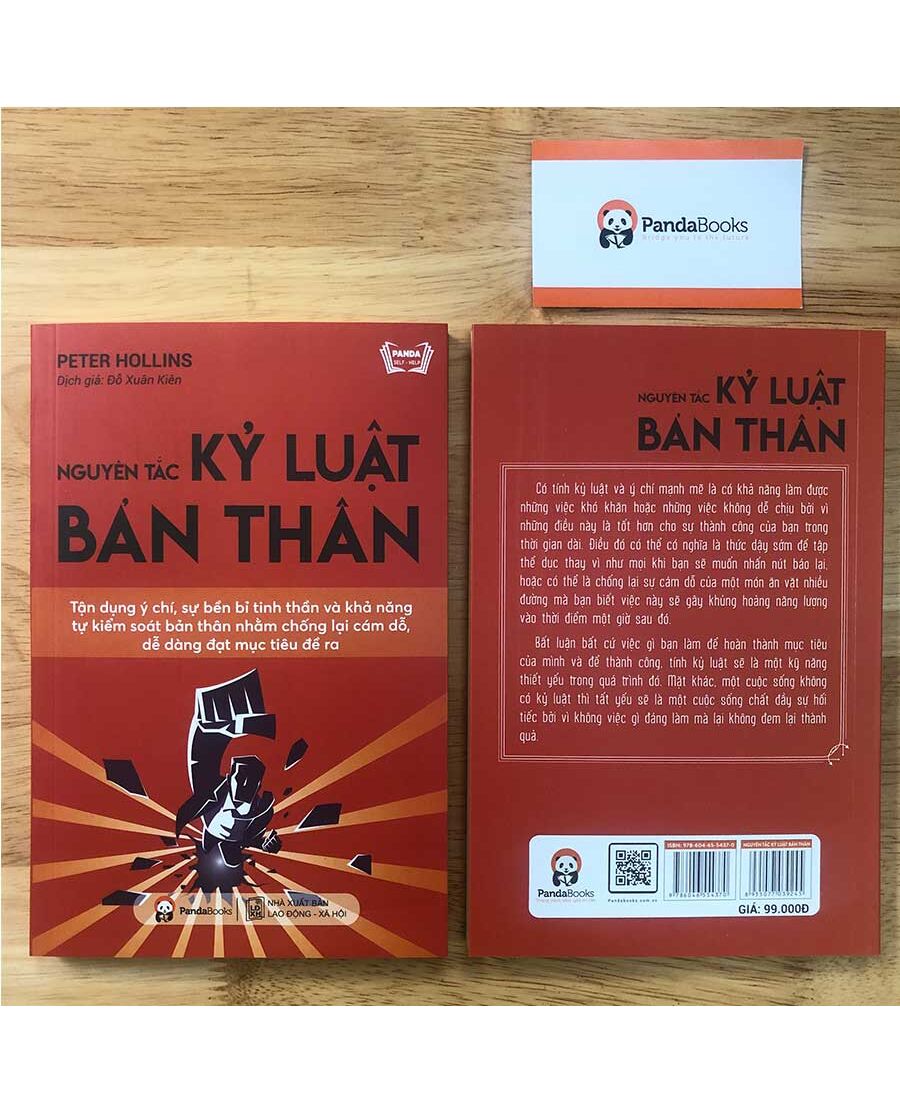 PandaBooks
Bridge you to the future
PETER HOLLINS
Dịch giả: Đỗ Xuân Kiên
PANDA
SELF - HELP
NGUYÊN TẮC KỶ LUẬT
BẢN THÂN
Tận dụng ý chí, sự bền bỉ tinh thần và khả năng
tự kiểm soát bản thân nhằm chống lại cám dỗ,
dễ dàng đạt mục tiêu đề ra
PandaBooks
NHÀ XUẤT BẢN
LAO ĐỘNG - XÃ HỘI
NGUYÊN TẮC KỶ LUẬT
BẢN THÂN
Có tính kỷ luật và ý chí mạnh mẽ là có khả năng làm được
những việc khó khăn hoặc những việc không dễ chịu bởi vì
những điều này là tốt hơn cho sự thành công của bạn trong
thời gian dài. Điều đó có thể có nghĩa là thức dậy sớm để tập
thể dục thay vì như mọi khi bạn sẽ muốn nhấn nút báo lại,
hoặc có thể là chống lại sự cám dỗ của một món ăn vặt nhiều
đường mà bạn biết việc này sẽ gây khủng hoảng năng lượng
vào thời điểm một giờ sau đó.
Bất luận bất cứ việc gì bạn làm để hoàn thành mục tiêu
của mình và để thành công, tính kỷ luật sẽ là một kỹ năng
thiết yếu trong quá trình đó. Mặt khác, một cuộc sống không
có kỷ luật thì tất yếu sẽ là một cuộc sống chất đầy sự hối
tiếc bởi vì không việc gì đáng làm mà lại không đem lại thành
quả.
PandaBooks
Pandabooks.com.vn
ISBN: 978-604-65-5437-0
9786046554370
NGUYÊN TẮC KỶ LUẬT BẢN THÂN
8935077039243
GIÁ: 99.000Đ